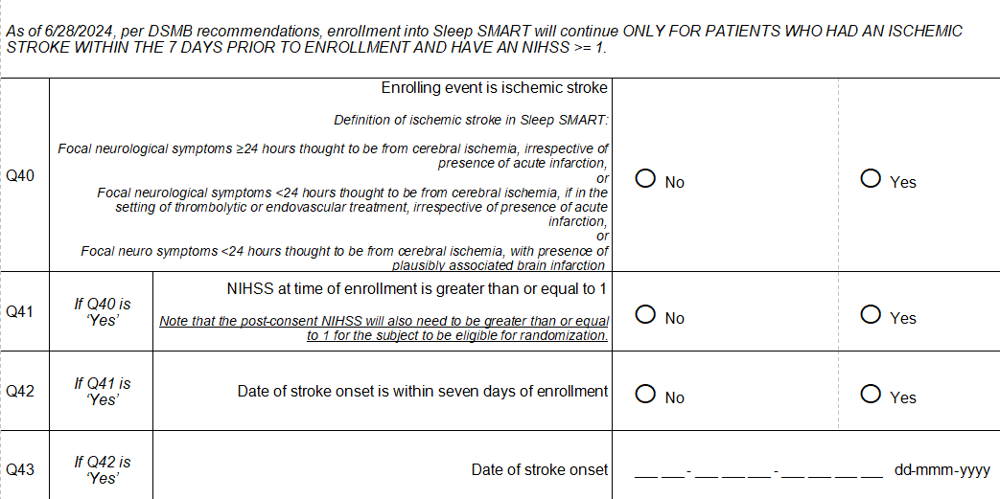 As of 6/28/2024, per DSMB recommendations, enrollment into Sleep SMART will continue ONLY FOR PATIENTS WHO HAD AN ISCHEMIC
STROKE WITHIN THE 7 DAYS PRIOR TO ENROLLMENT AND HAVE AN NIHSS >= 1.
Q40
Enrolling event is ischemic stroke
Definition of ischemic stroke in Sleep SMART:
Focal neurological symptoms ≥24 hours thought to be from cerebral ischemia, irrespective of
presence of acute infarction,
or
Focal neurological symptoms <24 hours thought to be from cerebral ischemia, if in the
setting of thrombolytic or endovascular treatment, irrespective of presence of acute
infarction,
or
Focal neuro symptoms <24 hours thought to be from cerebral ischemia, with presence of
plausibly associated brain infarction
No
Yes
Q41
If Q40 is
‘Yes’
NIHSS at time of enrollment is greater than or equal to 1
Note that the post-consent NIHSS will also need to be greater than or equal
to 1 for the subject to be eligible for randomization.
No
Yes
Q42
If Q41 is
‘Yes’
Date of stroke onset is within seven days of enrollment
No
Yes
Q43
If Q42 is
‘Yes’
Date of stroke onset
__ __ - __ __ __ - __ __ __ __ dd-mmm-yyyy